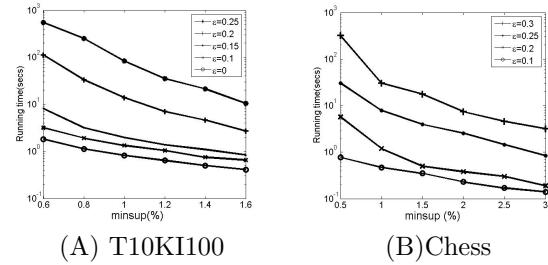 10³
10²
10¹
10⁰
10⁻¹
Running time(secs)
0.6 0.8 1 1.2 1.4 1.6
minsup(%)
ε=0.25
ε=0.2
ε=0.15
ε=0.1
ε=0
(A) T10KI100
10³
10²
10¹
10⁰
10⁻¹
Running time(secs)
0.5 1 1.5 2 2.5 3
minsup (%)
ε=0.3
ε=0.25
ε=0.2
ε=0.1
(B)Chess